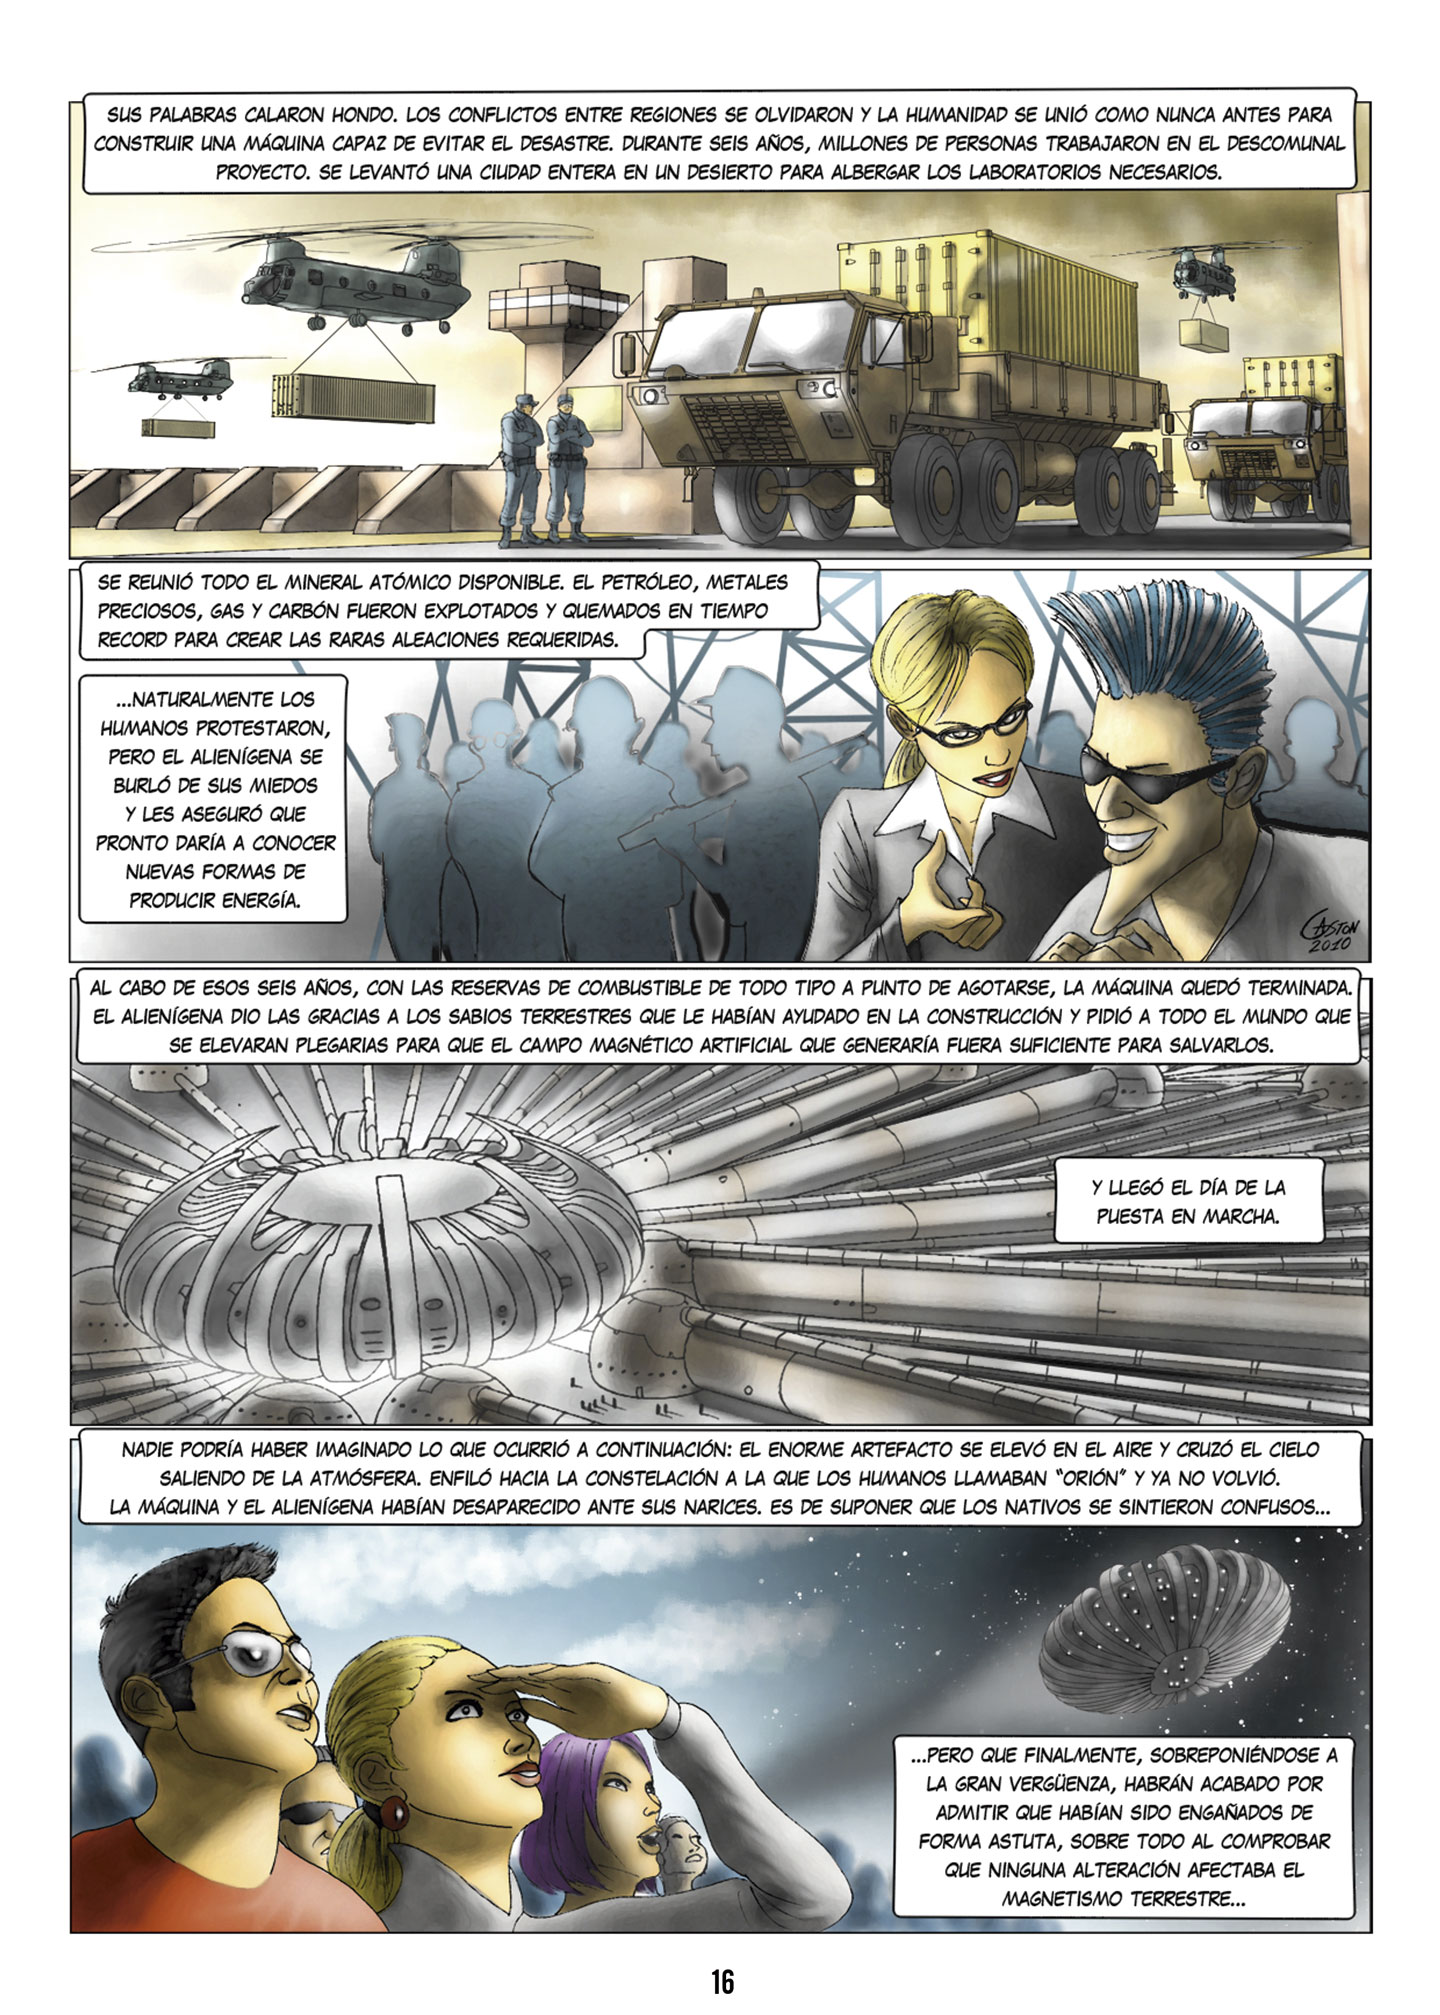 SUS PALABRAS CALARON HONDO. LOS CONFLICTOS ENTRE REGIONES SE OLVIDARON Y LA HUMANIDAD SE UNIÓ COMO NUNCA ANTES PARA
CONSTRUIR UNA MÁQUINA CAPAZ DE EVITAR EL DESASTRE. DURANTE SEIS AÑOS, MILLONES DE PERSONAS TRABAJARON EN EL DESCOMUNAL
PROYECTO. SE LEVANTÓ UNA CIUDAD ENTERA EN UN DESIERTO PARA ALBERGAR LOS LABORATORIOS NECESARIOS.
SE REUNIÓ TODO EL MINERAL ATÓMICO DISPONIBLE. EL PETRÓLEO, METALES
PRECIOSOS, GAS Y CARBÓN FUERON EXPLOTADOS Y QUEMADOS EN TIEMPO
RECORD PARA CREAR LAS RARAS ALEACIONES REQUERIDAS.
...NATURALMENTE LOS
HUMANOS PROTESTARON,
PERO EL ALIENÍGENA SE
BURLÓ DE SUS MIEDOS
Y LES ASEGURÓ QUE
PRONTO DARÍA A CONOCER
NUEVAS FORMAS DE
PRODUCIR ENERGÍA.
GASTON
2010
AL CABO DE ESOS SEIS AÑOS, CON LAS RESERVAS DE COMBUSTIBLE DE TODO TIPO A PUNTO DE AGOTARSE, LA MÁQUINA QUEDÓ TERMINADA.
EL ALIENÍGENA DIO LAS GRACIAS A LOS SABIOS TERRESTRES QUE LE HABÍAN AYUDADO EN LA CONSTRUCCIÓN Y PIDIÓ A TODO EL MUNDO QUE
SE ELEVARAN PLEGARIAS PARA QUE EL CAMPO MAGNÉTICO ARTIFICIAL QUE GENERARÍA FUERA SUFICIENTE PARA SALVARLOS.
Y LLEGÓ EL DÍA DE LA
PUESTA EN MARCHA.
NADIE PODRÍA HABER IMAGINADO LO QUE OCURRIÓ A CONTINUACIÓN: EL ENORME ARTEFACTO SE ELEVÓ EN EL AIRE Y CRUZÓ EL CIELO
SALIENDO DE LA ATMÓSFERA. ENFILÓ HACIA LA CONSTELACIÓN A LA QUE LOS HUMANOS LLAMABAN "ORIÓN" Y YA NO VOLVIÓ.
LA MÁQUINA Y EL ALIENÍGENA HABÍAN DESAPARECIDO ANTE SUS NARICES. ES DE SUPONER QUE LOS NATIVOS SE SINTIERON CONFUSOS...
...PERO QUE FINALMENTE, SOBREPONIÉNDOSE A
LA GRAN VERGÜENZA, HABRÁN ACABADO POR
ADMITIR QUE HABÍAN SIDO ENGAÑADOS DE
FORMA ASTUTA, SOBRE TODO AL COMPROBAR
QUE NINGUNA ALTERACIÓN AFECTABA EL
MAGNETISMO TERRESTRE...
16